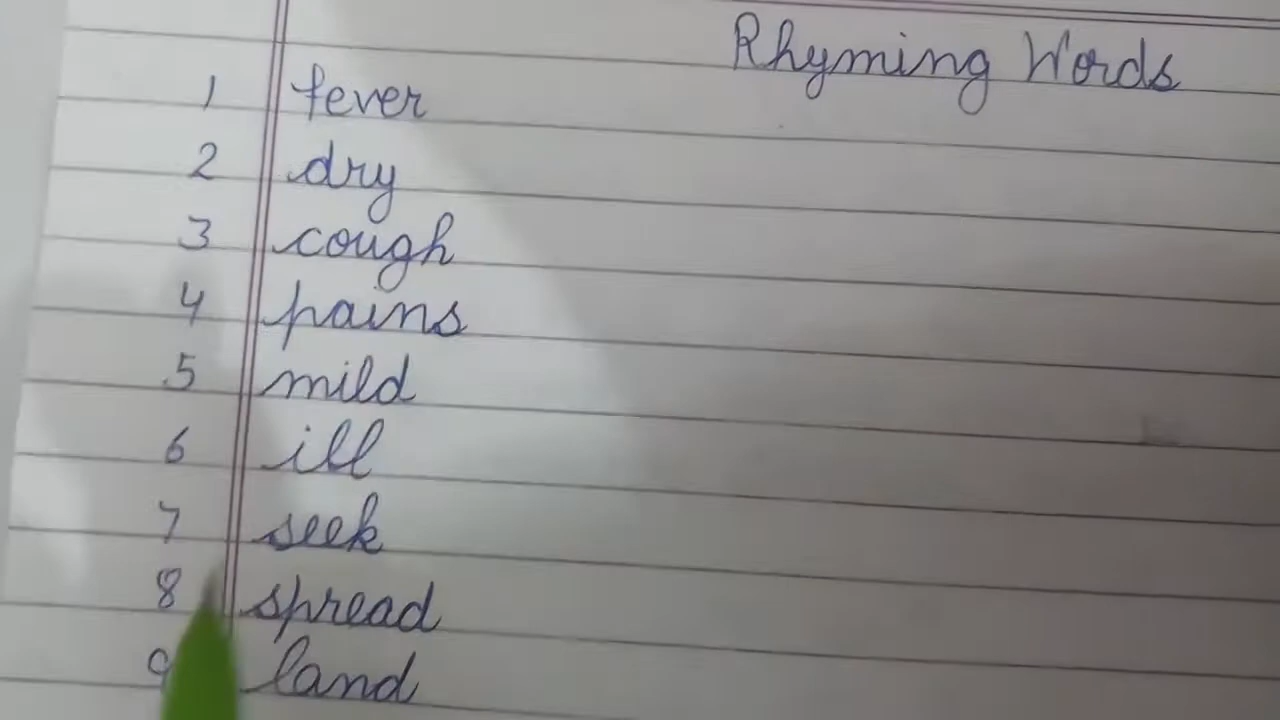 Rhyming Words
1 fever
2 dry
3 cough
4 pains
5 mild
6 ill
7 seek
8 spread
9 land